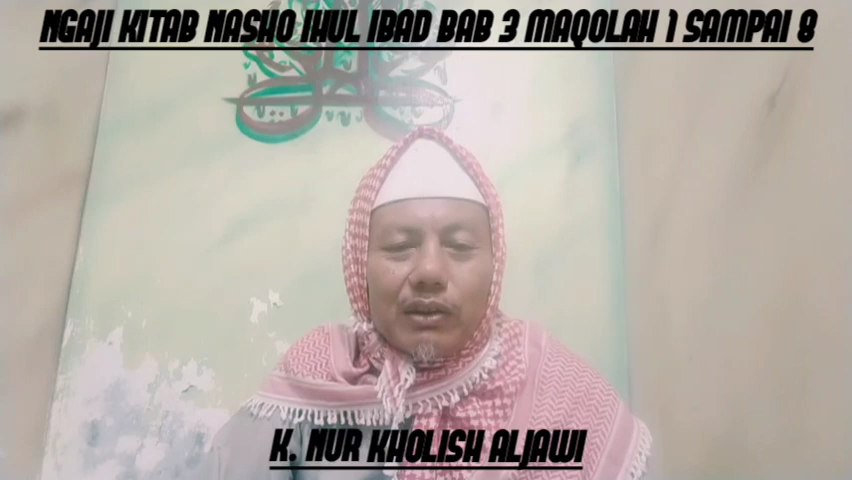 NGAJI KITAB NASHO IHUL IBAD BAB 3 MAQOLAH 1 SAMPAI 8
K. NUR KHOLISH ALJAWI